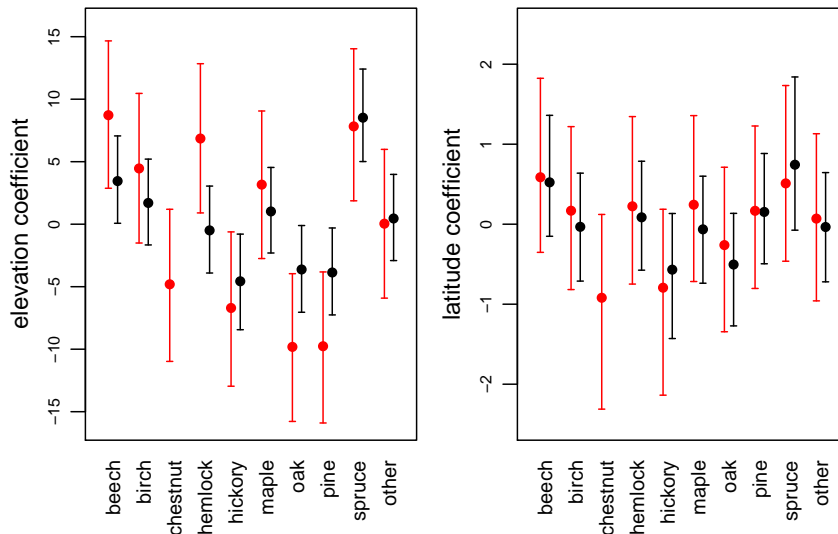 elevation coefficient
15
10
5
0
−5
−10
−15
beech
birch
chestnut
hemlock
hickory
maple
oak
pine
spruce
other
latitude coefficient
2
1
0
−1
−2
beech
birch
chestnut
hemlock
hickory
maple
oak
pine
spruce
other